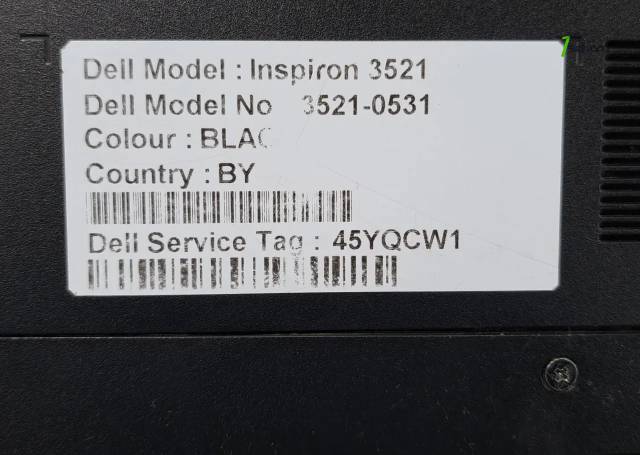 Dell Model : Inspiron 3521
Dell Model No 3521-0531
Colour : BLAC
Country : BY
Dell Service Tag : 45YQCW1